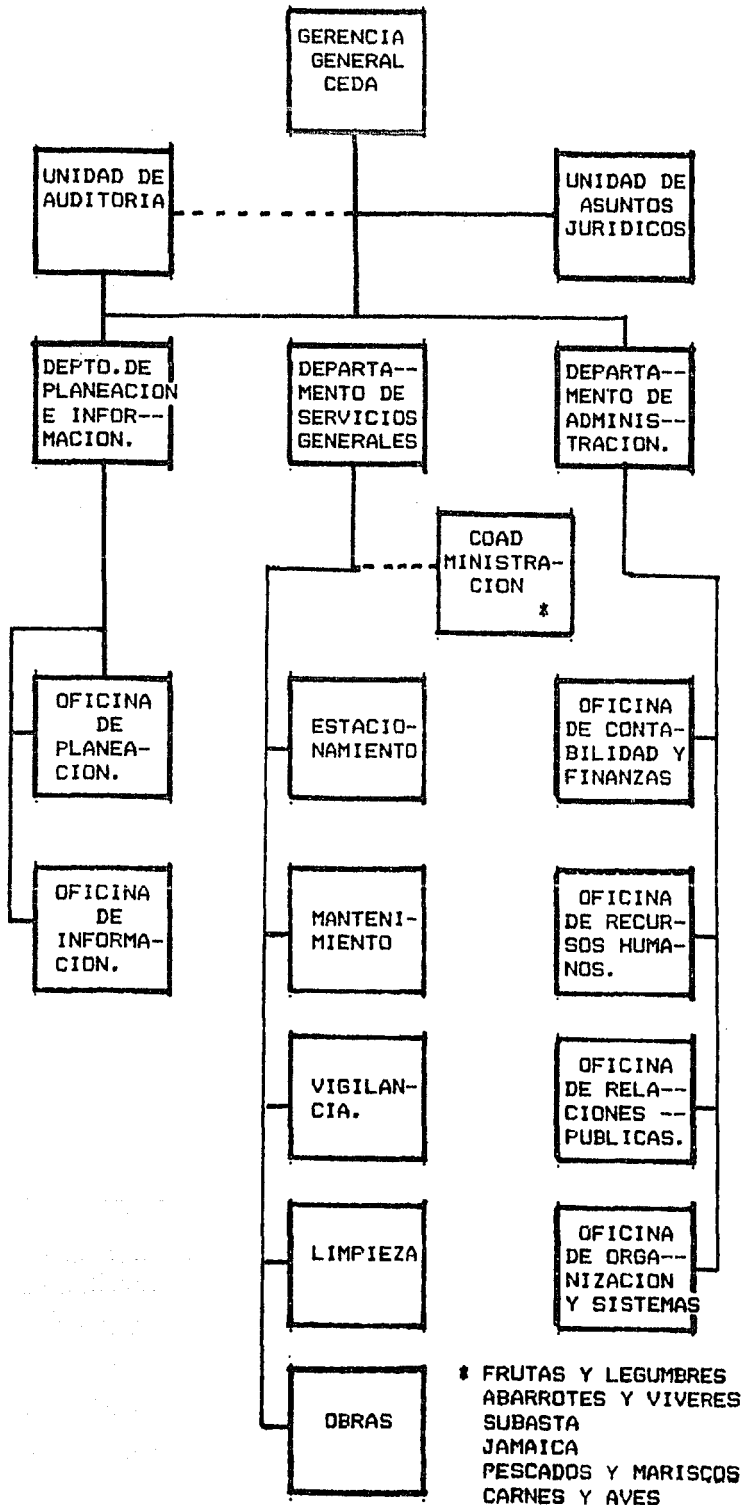 GERENCIA
GENERAL
CEDA
UNIDAD DE
AUDITORIA
UNIDAD DE
ASUNTOS
JURIDICOS
DEPTO.DE
PLANEACION
E INFOR--
MACION.
DEPARTA--
MENTO DE
SERVICIOS
GENERALES
DEPARTA--
MENTO DE
ADMINIS--
TRACION.
COAD
MINISTRA-
CION
*
OFICINA
DE
PLANEA-
CION.
ESTACIO-
NAMIENTO
OFICINA
DE CONTA-
BILIDAD Y
FINANZAS
OFICINA
DE
INFORMA-
CION.
MANTENI-
MIENTO
OFICINA
DE RECUR-
SOS HUMA-
NOS.
VIGILAN-
CIA.
OFICINA
DE RELA--
CIONES --
PUBLICAS.
LIMPIEZA
OFICINA
DE ORGA--
NIZACION
Y SISTEMAS
OBRAS
* FRUTAS Y LEGUMBRES
ABARROTES Y VIVERES
SUBASTA
JAMAICA
PESCADOS Y MARISCOS
CARNES Y AVES